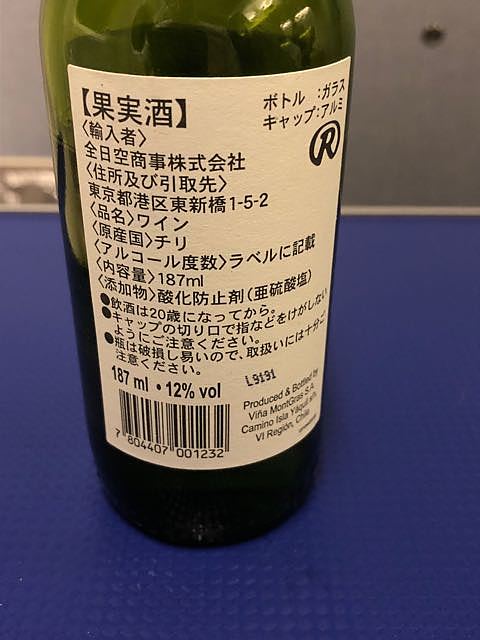 【果実酒】
ボトル :ガラス
キャップ:アルミ
R
〈輸入者〉
全日空商事株式会社
〈住所及び引取先〉
東京都港区東新橋1-5-2
〈品名〉ワイン
〈原産国〉チリ
〈アルコール度数〉ラベルに記載
〈内容量〉187ml
〈添加物〉酸化防止剤(亜硫酸塩)
●飲酒は20歳になってから。
●キャップの切り口で指などをけがしない
ようにご注意ください。
●瓶は破損し易いので、取扱いには十分ご
注意ください。
187 ml • 12% vol
L9191
Produced & Bottled by
Viña MontGras S.A.
Camino Isla Yáquil s/n,
VI Región, Chile
7 804407 001232